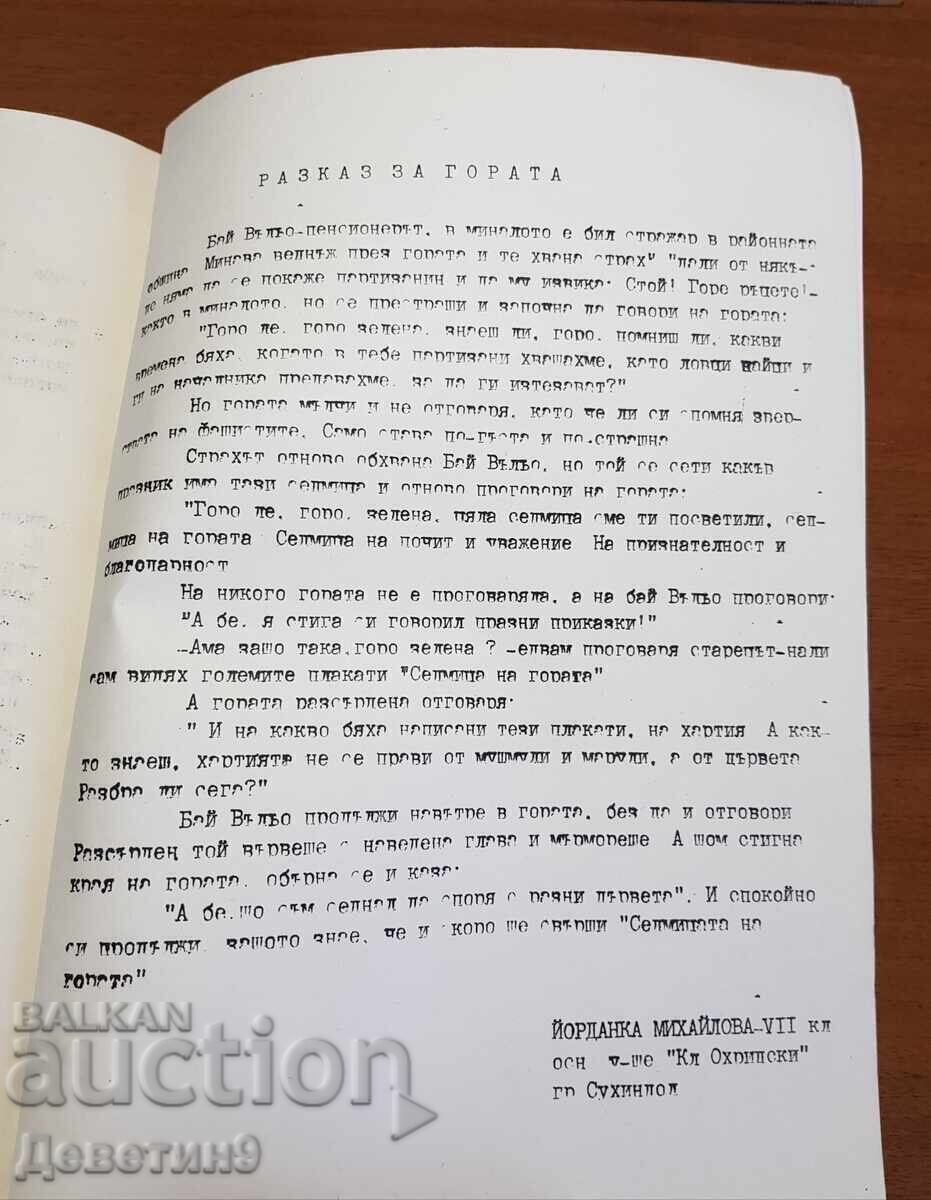 РАЗКАЗ ЗА ГОРАТА
Бай Въльо-пенсионерът, в миналото е бил стражар в районната
община Минава веднъж през гората и те хвана страх" "дали от някъ-
де няма да се покаже партизанин и да му извика. Стой! Горе ръцете!-
както в миналото, но се престраши и започна да говори на гората:
"Горо ле, горо зелена, знаеш ли, горо, помниш ли, какви
времена бяха, когато в тебе партизани хващахме, като ловци зайци и
ги на началника предавахме, за да ги изтезават?"
Но гората мълчи и не отговаря, като че ли си спомня звер-
ствата на фашистите. Само става по-гъста и по-страшна
Страхът отново обхвана Бай Въльо, но той се сети какъв
празник има тази седмица и отново проговори на гората:
"Горо ле, горо, зелена, цяла седмица сме ти посветили, сед-
мица на гората Седмица на почит и уважение На признателност и
благодарност
На никого гората не е проговаряла, а на бай Въльо проговори.
"А бе, я стига си говорил празни приказки!"
-Ама защо така,горо зелена ? -едвам проговаря старецът-нали
сам видях големите плакати "Седмица на гората"
А гората разсърдена отговаря.
" И на какво бяха написани тези плакати, на хартия А как-
то знаеш, хартията не се прави от мушмули и марули, а от дървета
Разбра ли сега?"
Бай Въльо продължи навътре в гората, без да и отговори
Разсърден той вървеше с наведена глава и мърмореше А щом стигна
края на гората, обърна се и каза.
"А бе,що съм седнал да споря с разни дървета". И спокойно
си продължи, защото знае, че и скоро ще свърши "Седмицата на
гората"
ЙОРДАНКА МИХАЙЛОВА-VII кл
осн у-ще "Кл Охридски"
гр Сухиндол
BALKAN
auction
Деветин9